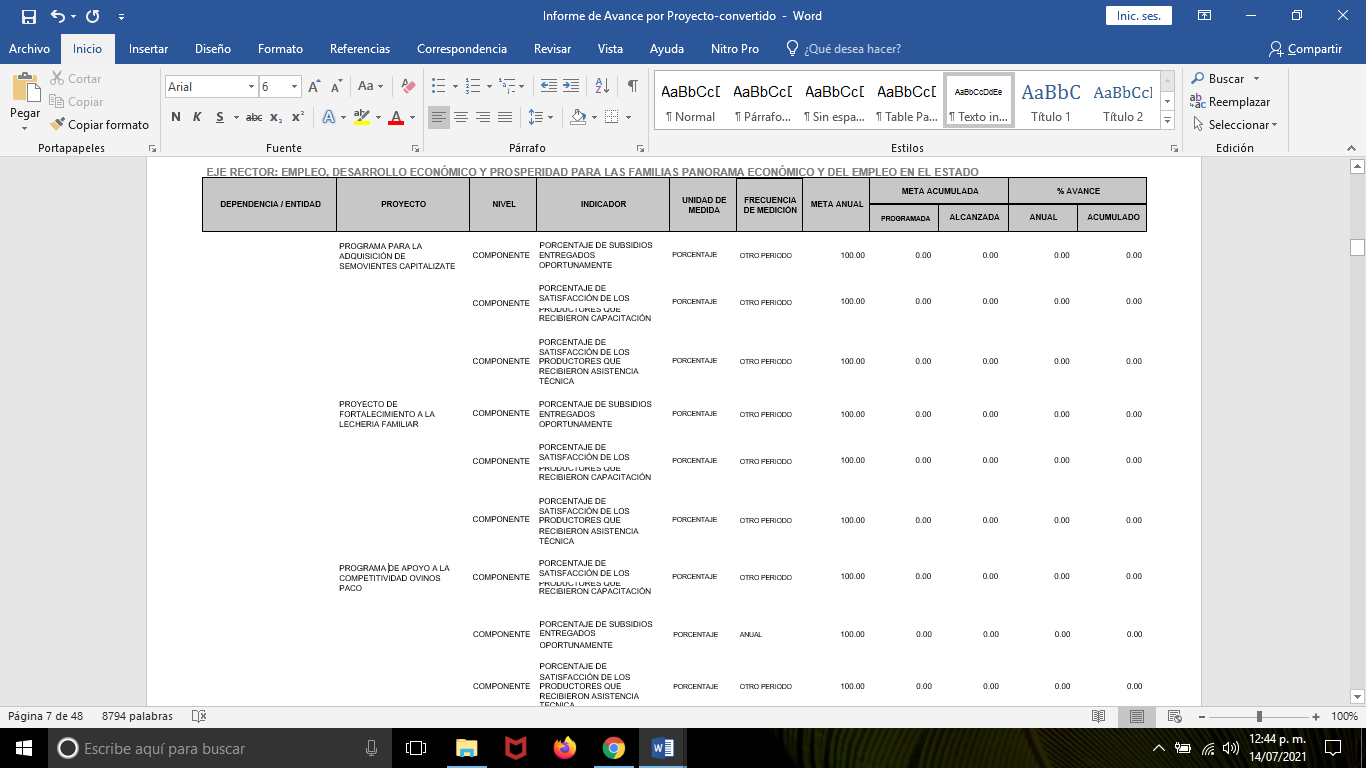 Informe de Avance por Proyecto-convertido - Word
Inic. ses.
Archivo Inicio Insertar Diseño Formato Referencias Correspondencia Revisar Vista Ayuda Nitro Pro ¿Qué desea hacer? Compartir
Pegar
Cortar
Copiar
Copiar formato
Portapapeles
Arial 6
Aa
N K S abc x₂ x² A ab A
Fuente
Párrafo
AaBbCcD AaBbCcD AaBbCcD AaBbCcD AaBbCcDdEe AaBbC AaBbCcI
¶ Normal ¶ Párrafo... ¶ Sin espa... ¶ Table Pa... ¶ Texto in... Título 1 Título 2
Estilos
Buscar
Reemplazar
Seleccionar
Edición
EJE RECTOR: EMPLEO, DESARROLLO ECONÓMICO Y PROSPERIDAD PARA LAS FAMILIAS PANORAMA ECONÓMICO Y DEL EMPLEO EN EL ESTADO
DEPENDENCIA / ENTIDAD
PROYECTO
NIVEL
INDICADOR
UNIDAD DE
MEDIDA
FRECUENCIA
DE MEDICIÓN
META ANUAL
META ACUMULADA
PROGRAMADA ALCANZADA
% AVANCE
ANUAL ACUMULADO
PROGRAMA PARA LA
ADQUISICIÓN DE
SEMOVIENTES CAPITALIZATE
COMPONENTE
PORCENTAJE DE SUBSIDIOS
ENTREGADOS
OPORTUNAMENTE
PORCENTAJE OTRO PERIODO 100.00 0.00 0.00 0.00 0.00
COMPONENTE
PORCENTAJE DE
SATISFACCIÓN DE LOS
PRODUCTORES QUE
RECIBIERON CAPACITACIÓN
PORCENTAJE OTRO PERIODO 100.00 0.00 0.00 0.00 0.00
COMPONENTE
PORCENTAJE DE
SATISFACCIÓN DE LOS
PRODUCTORES QUE
RECIBIERON ASISTENCIA
TÉCNICA
PORCENTAJE OTRO PERIODO 100.00 0.00 0.00 0.00 0.00
PROYECTO DE
FORTALECIMIENTO A LA
LECHERIA FAMILIAR
COMPONENTE
PORCENTAJE DE SUBSIDIOS
ENTREGADOS
OPORTUNAMENTE
PORCENTAJE OTRO PERIODO 100.00 0.00 0.00 0.00 0.00
COMPONENTE
PORCENTAJE DE
SATISFACCIÓN DE LOS
PRODUCTORES QUE
RECIBIERON CAPACITACIÓN
PORCENTAJE OTRO PERIODO 100.00 0.00 0.00 0.00 0.00
COMPONENTE
PORCENTAJE DE
SATISFACCIÓN DE LOS
PRODUCTORES QUE
RECIBIERON ASISTENCIA
TÉCNICA
PORCENTAJE OTRO PERIODO 100.00 0.00 0.00 0.00 0.00
PROGRAMA DE APOYO A LA
COMPETITIVIDAD OVINOS
PACO
COMPONENTE
PORCENTAJE DE
SATISFACCIÓN DE LOS
PRODUCTORES QUE
RECIBIERON CAPACITACIÓN
PORCENTAJE OTRO PERIODO 100.00 0.00 0.00 0.00 0.00
COMPONENTE
PORCENTAJE DE SUBSIDIOS
ENTREGADOS
OPORTUNAMENTE
PORCENTAJE ANUAL 100.00 0.00 0.00 0.00 0.00
COMPONENTE
PORCENTAJE DE
SATISFACCIÓN DE LOS
PRODUCTORES QUE
RECIBIERON ASISTENCIA
TECNICA
PORCENTAJE OTRO PERIODO 100.00 0.00 0.00 0.00 0.00
Página 7 de 48 8794 palabras
100%
Escribe aquí para buscar
12:44 p. m.
14/07/2021